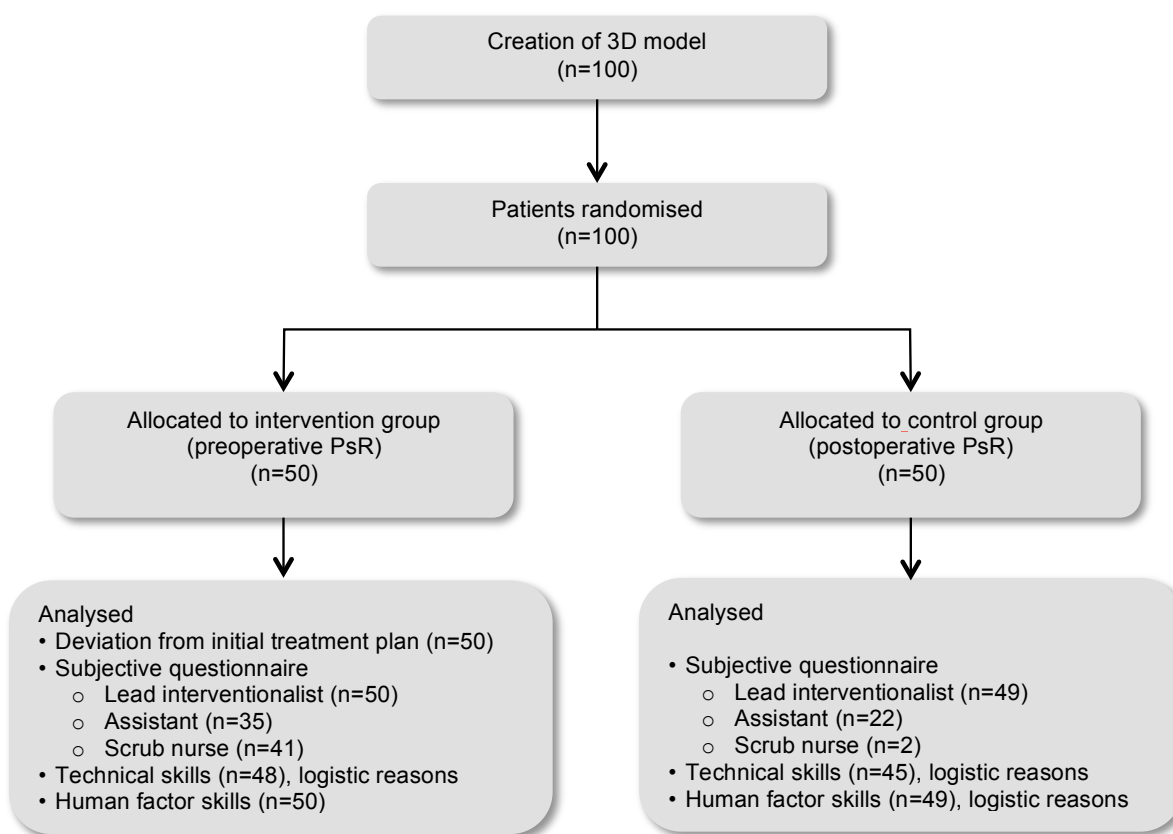 Creation of 3D model
(n=100)
Patients randomised
(n=100)
Allocated to intervention group
(preoperative PsR)
(n=50)
Allocated to control group
(postoperative PsR)
(n=50)
Analysed
• Deviation from initial treatment plan (n=50)
• Subjective questionnaire
o Lead interventionalist (n=50)
o Assistant (n=35)
o Scrub nurse (n=41)
• Technical skills (n=48), logistic reasons
• Human factor skills (n=50)
Analysed
• Subjective questionnaire
o Lead interventionalist (n=49)
o Assistant (n=22)
o Scrub nurse (n=2)
• Technical skills (n=45), logistic reasons
• Human factor skills (n=49), logistic reasons